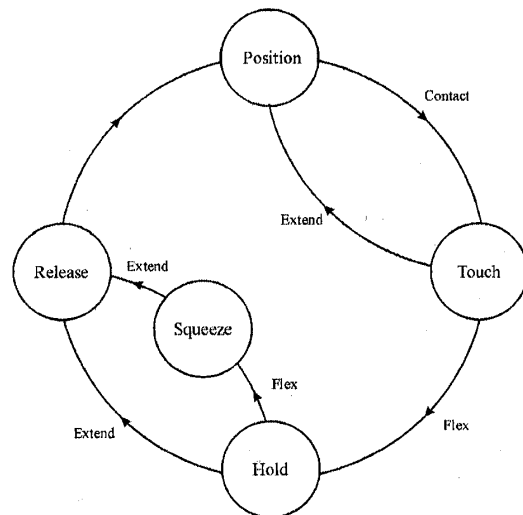 Position
Contact
Extend
Release
Extend
Touch
Squeeze
Flex
Extend
Flex
Hold